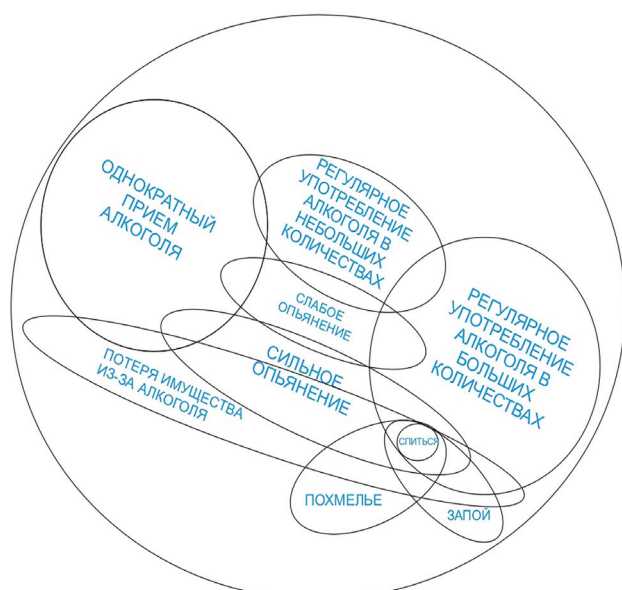 ОДНОКРАТНЫЙ
ПРИЕМ
АЛКОГОЛЯ
РЕГУЛЯРНОЕ
УПОТРЕБЛЕНИЕ
АЛКОГОЛЯ В
НЕБОЛЬШИХ
КОЛИЧЕСТВАХ
РЕГУЛЯРНОЕ
УПОТРЕБЛЕНИЕ
АЛКОГОЛЯ В
БОЛЬШИХ
КОЛИЧЕСТВАХ
СЛАБОЕ
ОПЬЯНЕНИЕ
СИЛЬНОЕ
ОПЬЯНЕНИЕ
ПОТЕРЯ ИМУЩЕСТВА
ИЗ-ЗА АЛКОГОЛЯ
СПИТЬСЯ
ПОХМЕЛЬЕ
ЗАПОЙ